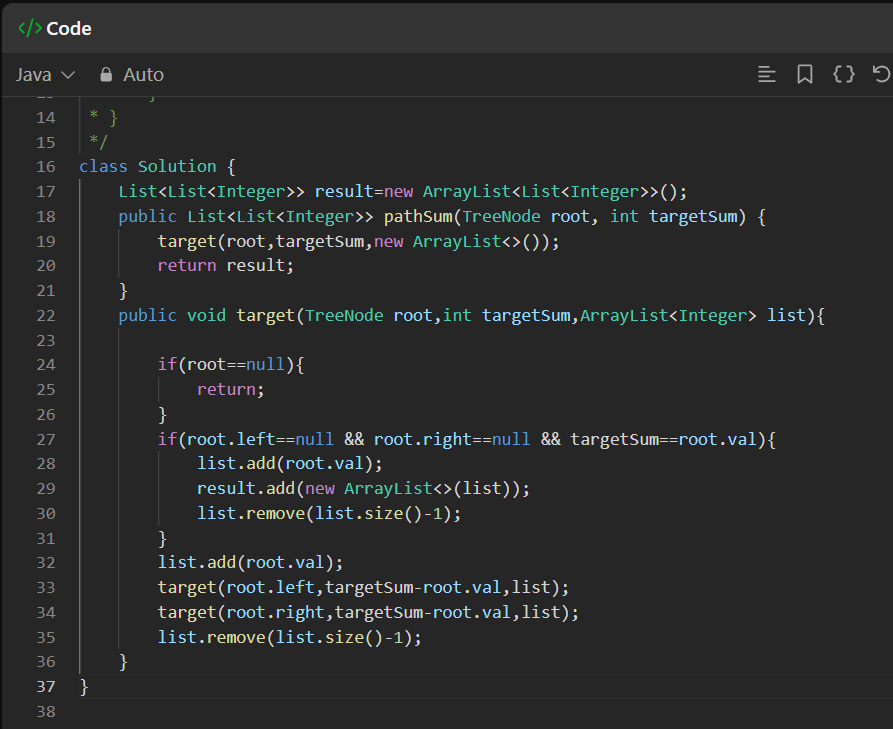 </> Code
Java Auto
14 * }
15 */
16 class Solution {
17 List<List<Integer>> result=new ArrayList<List<Integer>>();
18 public List<List<Integer>> pathSum(TreeNode root, int targetSum) {
19 target(root,targetSum,new ArrayList<>());
20 return result;
21 }
22 public void target(TreeNode root,int targetSum,ArrayList<Integer> list){
23
24 if(root==null){
25 return;
26 }
27 if(root.left==null && root.right==null && targetSum==root.val){
28 list.add(root.val);
29 result.add(new ArrayList<>(list));
30 list.remove(list.size()-1);
31 }
32 list.add(root.val);
33 target(root.left,targetSum-root.val,list);
34 target(root.right,targetSum-root.val,list);
35 list.remove(list.size()-1);
36 }
37 }
38